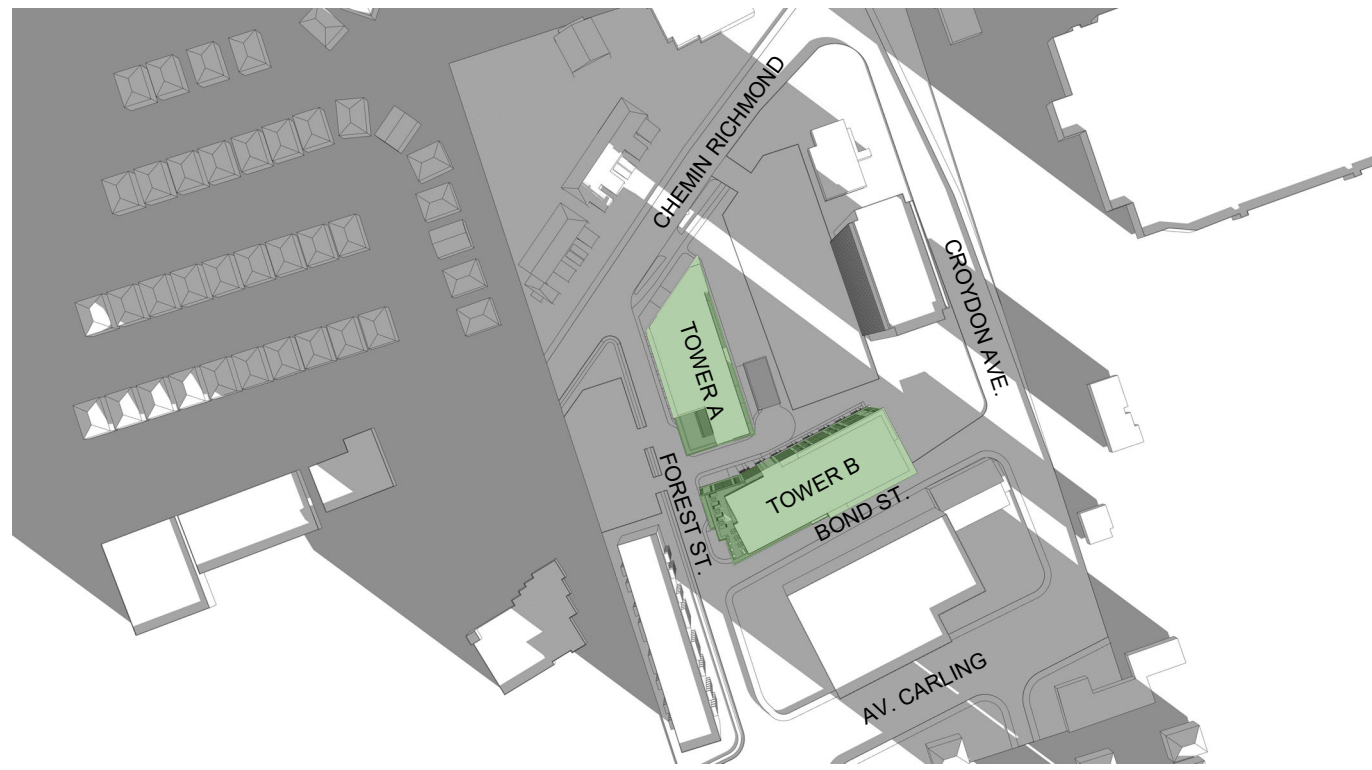 CHEMIN RICHMOND
CROYDON AVE.
TOWER A
TOWER B
FOREST ST.
BOND ST.
AV. CARLING